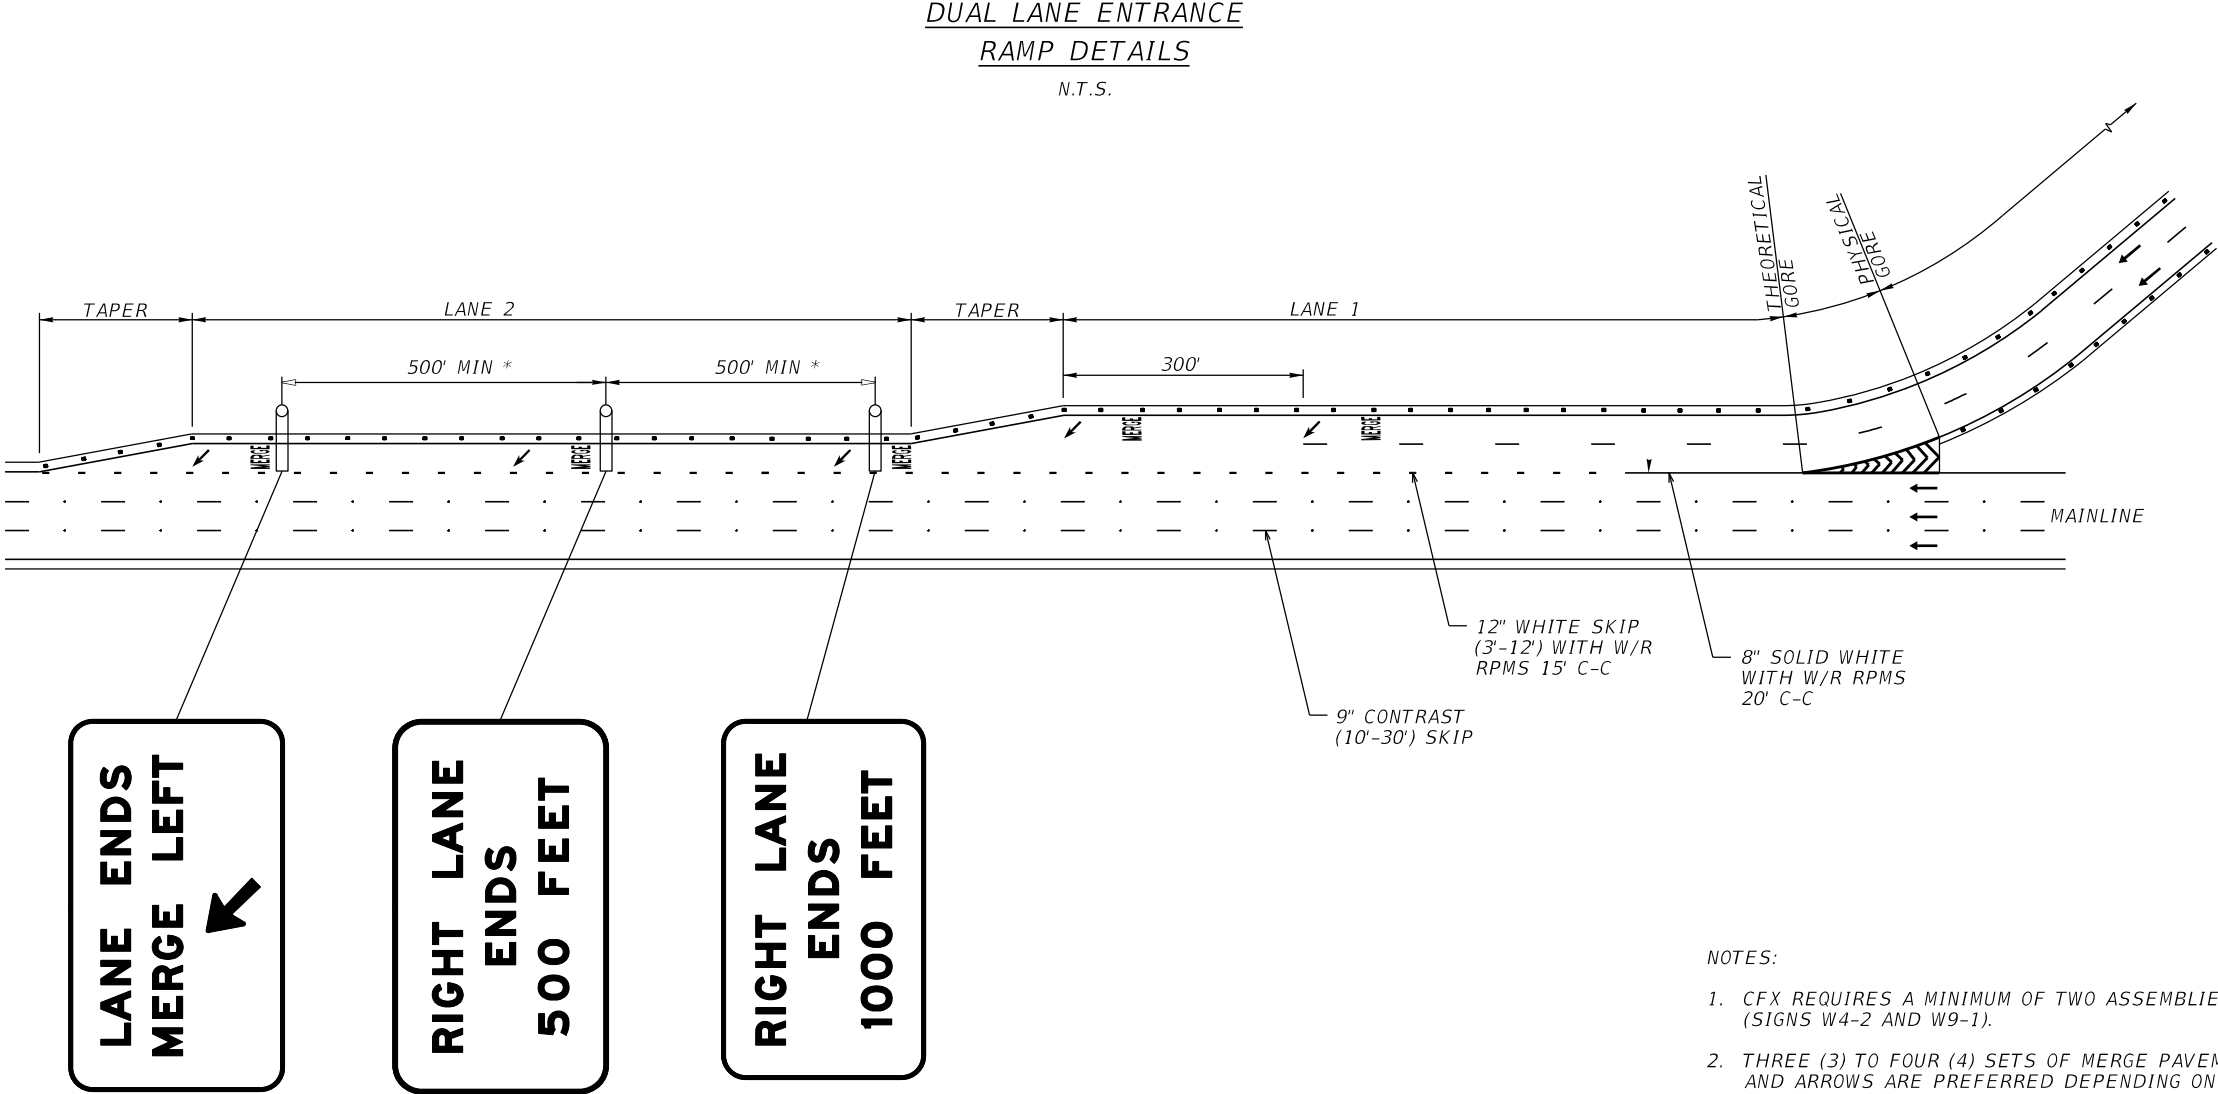 DUAL LANE ENTRANCE
RAMP DETAILS
N.T.S.
THEORETICAL
GORE
PHYSICAL
GORE
TAPER
LANE 2
TAPER
LANE 1
500' MIN *
500' MIN *
300'
MERGE
MERGE
MERGE
MERGE
MERGE
MAINLINE
12" WHITE SKIP
(3'-12') WITH W/R
RPMS 15' C-C
8" SOLID WHITE
WITH W/R RPMS
20' C-C
9" CONTRAST
(10'-30') SKIP
LANE ENDS
MERGE LEFT
RIGHT LANE
ENDS
500 FEET
RIGHT LANE
ENDS
1000 FEET
NOTES:
1. CFX REQUIRES A MINIMUM OF TWO ASSEMBLIE
(SIGNS W4-2 AND W9-1).
2. THREE (3) TO FOUR (4) SETS OF MERGE PAVEM
AND ARROWS ARE PREFERRED DEPENDING ON